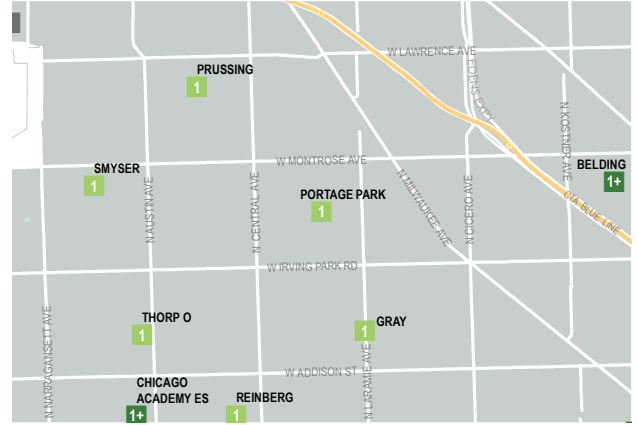 W LAWRENCE AVE
PRUSSING
1
EDENS EXPY
N KOSTNER AVE
W MONTROSE AVE
BELDING
1+
SMYSER
1
N AUSTIN AVE
N CENTRAL AVE
PORTAGE PARK
1
N MILWAUKEE AVE
N CICERO AVE
CTA BLUE LINE
W IRVING PARK RD
N NARRAGANSETT AVE
THORP O
1
GRAY
1
N LARAMIE AVE
W ADDISON ST
CHICAGO
ACADEMY ES
1+
REINBERG
1